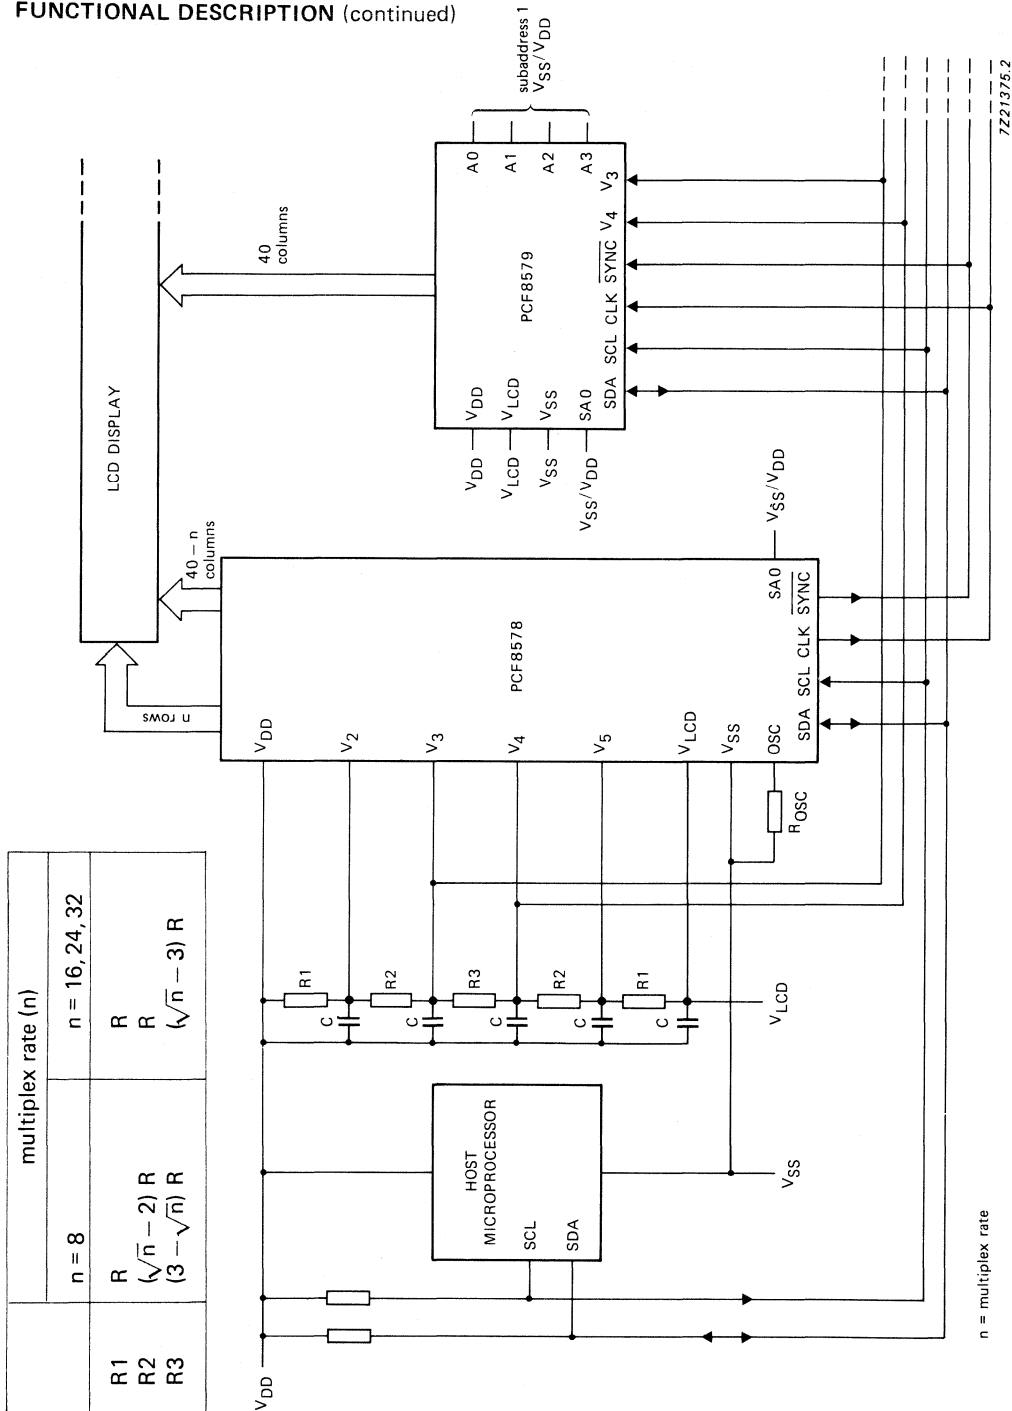 FUNCTIONAL DESCRIPTION (continued)
multiplex rate (n)
n = 8
n = 16, 24, 32
R1
R
R
R2
(√n − 2) R
R
R3
(3 − √n) R
(√n − 3) R
LCD DISPLAY
n rows
40 − n
columns
40
columns
subaddress 1
VSS/VDD
VDD
HOST
MICROPROCESSOR
SCL
SDA
VSS
R1
R2
R3
R2
R1
C
C
C
C
C
VLCD
ROSC
PCF8578
VDD
V2
V3
V4
V5
VLCD
VSS
OSC
SDA
SCL
CLK
SYNC
SA0
VSS/VDD
PCF8579
VDD
VLCD
VSS
VSS/VDD
VDD
VLCD
VSS
SA0
SDA
SCL
CLK
SYNC
V4
V3
A0
A1
A2
A3
n = multiplex rate
7Z21375.2